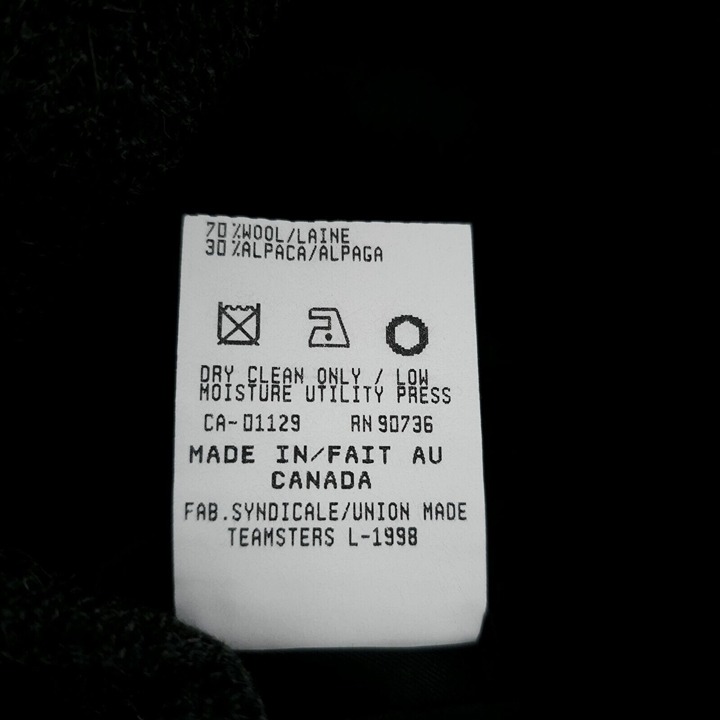 70%WOOL/LAINE
30%ALPACA/ALPAGA
DRY CLEAN ONLY / LOW
MOISTURE UTILITY PRESS
CA-01129 RN 90736
MADE IN/FAIT AU
CANADA
FAB.SYNDICALE/UNION MADE
TEAMSTERS L-1998